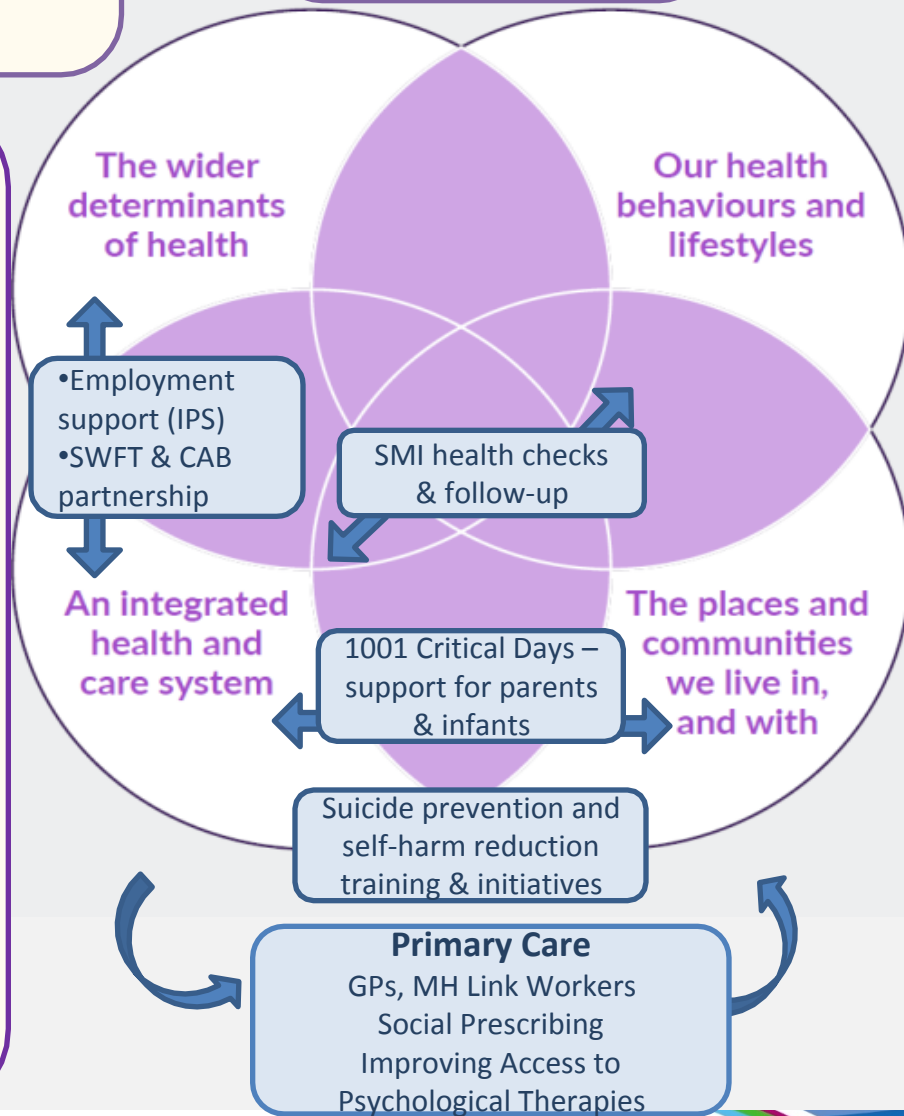 The wider
determinants
of health
Our health
behaviours and
lifestyles
•Employment
support (IPS)
•SWFT & CAB
partnership
SMI health checks
& follow-up
An integrated
health and
care system
The places and
communities
we live in,
and with
1001 Critical Days –
support for parents
& infants
Suicide prevention and
self-harm reduction
training & initiatives
Primary Care
GPs, MH Link Workers
Social Prescribing
Improving Access to
Psychological Therapies